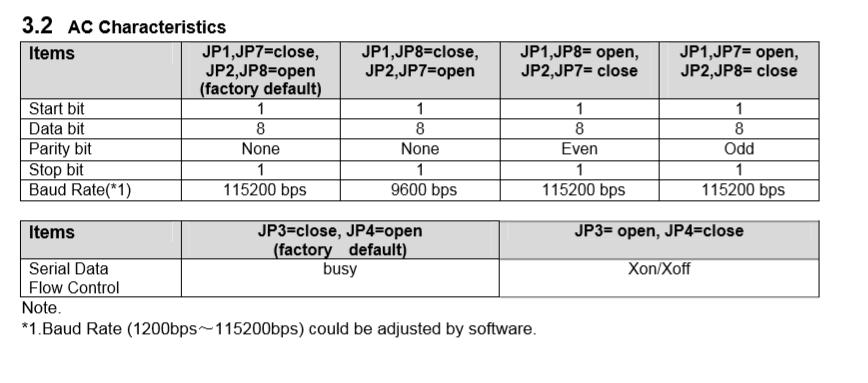 3.2 AC Characteristics
Items JP1,JP7=close, JP2,JP8=open (factory default) JP1,JP8=close, JP2,JP7=open JP1,JP8= open, JP2,JP7= close JP1,JP7= open, JP2,JP8= close
Start bit 1 1 1 1
Data bit 8 8 8 8
Parity bit None None Even Odd
Stop bit 1 1 1 1
Baud Rate(*1) 115200 bps 9600 bps 115200 bps 115200 bps
Items JP3=close, JP4=open (factory default) JP3= open, JP4=close
Serial Data Flow Control busy Xon/Xoff
Note.
*1.Baud Rate (1200bps～115200bps) could be adjusted by software.